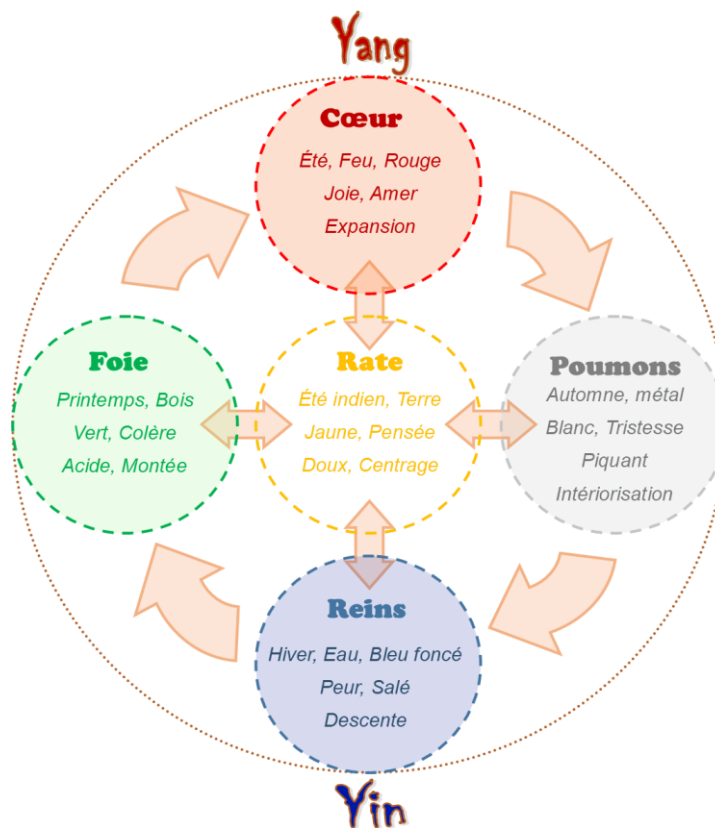 Yang
Cœur
Été, Feu, Rouge
Joie, Amer
Expansion
Foie
Printemps, Bois
Vert, Colère
Acide, Montée
Rate
Été indien, Terre
Jaune, Pensée
Doux, Centrage
Poumons
Automne, métal
Blanc, Tristesse
Piquant
Intériorisation
Reins
Hiver, Eau, Bleu foncé
Peur, Salé
Descente
Yin